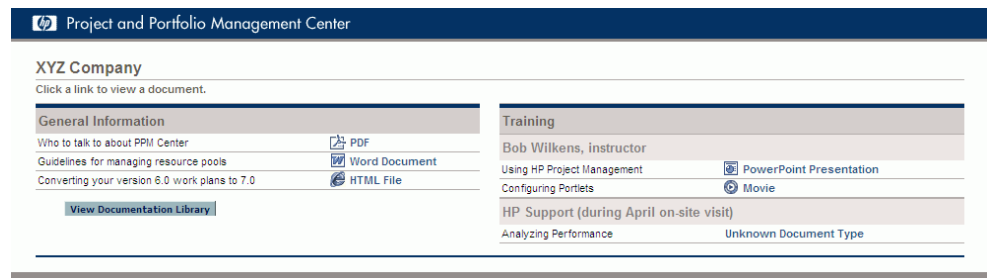 hp Project and Portfolio Management Center
XYZ Company
Click a link to view a document.
General Information
Who to talk to about PPM Center PDF
Guidelines for managing resource pools Word Document
Converting your version 6.0 work plans to 7.0 HTML File
View Documentation Library
Training
Bob Wilkens, instructor
Using HP Project Management PowerPoint Presentation
Configuring Portlets Movie
HP Support (during April on-site visit)
Analyzing Performance Unknown Document Type